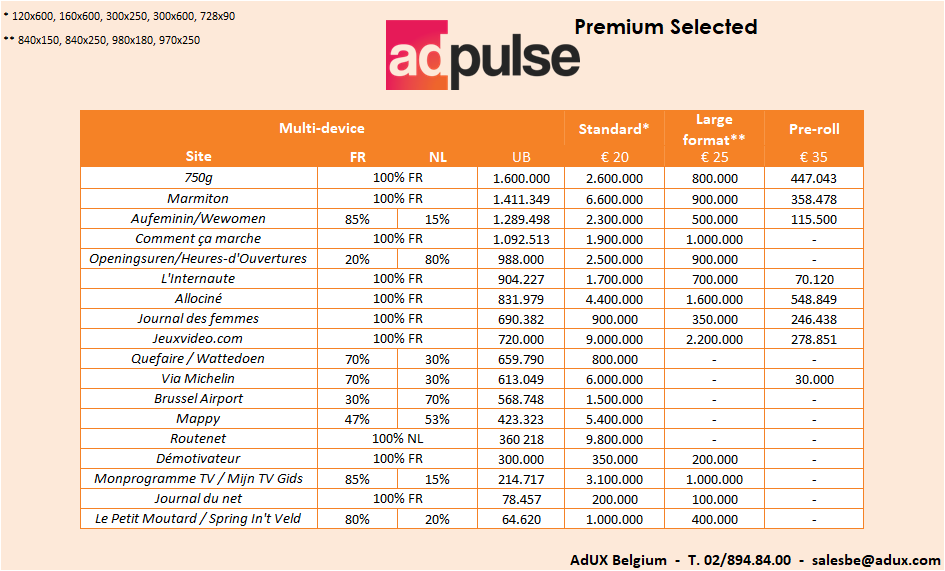 * 120x600, 160x600, 300x250, 300x600, 728x90
** 840x150, 840x250, 980x180, 970x250
Premium Selected
adpulse
Multi-device Standard* Large format** Pre-roll
Site FR NL UB € 20 € 25 € 35
750g 100% FR 1.600.000 2.600.000 800.000 447.043
Marmiton 100% FR 1.411.349 6.600.000 900.000 358.478
Aufeminin/Wewomen 85% 15% 1.289.498 2.300.000 500.000 115.500
Comment ça marche 100% FR 1.092.513 1.900.000 1.000.000 -
Openingsuren/Heures-d'Ouvertures 20% 80% 988.000 2.500.000 900.000 -
L'Internaute 100% FR 904.227 1.700.000 700.000 70.120
Allociné 100% FR 831.979 4.400.000 1.600.000 548.849
Journal des femmes 100% FR 690.382 900.000 350.000 246.438
Jeuxvideo.com 100% FR 720.000 9.000.000 2.200.000 278.851
Quefaire / Wattedoen 70% 30% 659.790 800.000 - -
Via Michelin 70% 30% 613.049 6.000.000 - 30.000
Brussel Airport 30% 70% 568.748 1.500.000 - -
Mappy 47% 53% 423.323 5.400.000 - -
Routenet 100% NL 360 218 9.800.000 - -
Démotivateur 100% FR 300.000 350.000 200.000 -
Monprogramme TV / Mijn TV Gids 85% 15% 214.717 3.100.000 1.000.000 -
Journal du net 100% FR 78.457 200.000 100.000 -
Le Petit Moutard / Spring In't Veld 80% 20% 64.620 1.000.000 400.000 -
AdUX Belgium - T. 02/894.84.00 - salesbe@adux.com